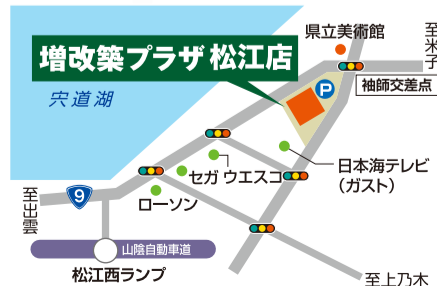 県立美術館
至米子
増改築プラザ 松江店
P
袖師交差点
宍道湖
日本海テレビ
(ガスト)
セガ ウエスコ
ローソン
至出雲
9
山陰自動車道
松江西ランプ
至上乃木